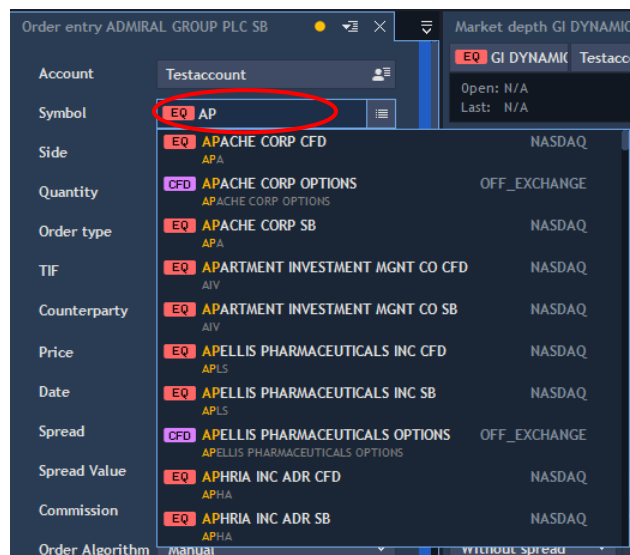 Order entry ADMIRAL GROUP PLC SB
Market depth GI DYNAMIC
EQ GI DYNAMIC Testacco
Account Testaccount
Open: N/A
Last: N/A
Symbol EQ AP
Side
Quantity
Order type
TIF
Counterparty
Price
Date
Spread
Spread Value
Commission
Order Algorithm Manual
EQ APACHE CORP CFD NASDAQ
APA
CFD APACHE CORP OPTIONS OFF_EXCHANGE
APACHE CORP OPTIONS
EQ APACHE CORP SB NASDAQ
APA
EQ APARTMENT INVESTMENT MGNT CO CFD NASDAQ
AIV
EQ APARTMENT INVESTMENT MGNT CO SB NASDAQ
AIV
EQ APELLIS PHARMACEUTICALS INC CFD NASDAQ
APLS
EQ APELLIS PHARMACEUTICALS INC SB NASDAQ
APLS
CFD APELLIS PHARMACEUTICALS OPTIONS OFF_EXCHANGE
APELLIS PHARMACEUTICALS OPTIONS
EQ APHRIA INC ADR CFD NASDAQ
APHA
EQ APHRIA INC ADR SB NASDAQ
APHA
Without spread